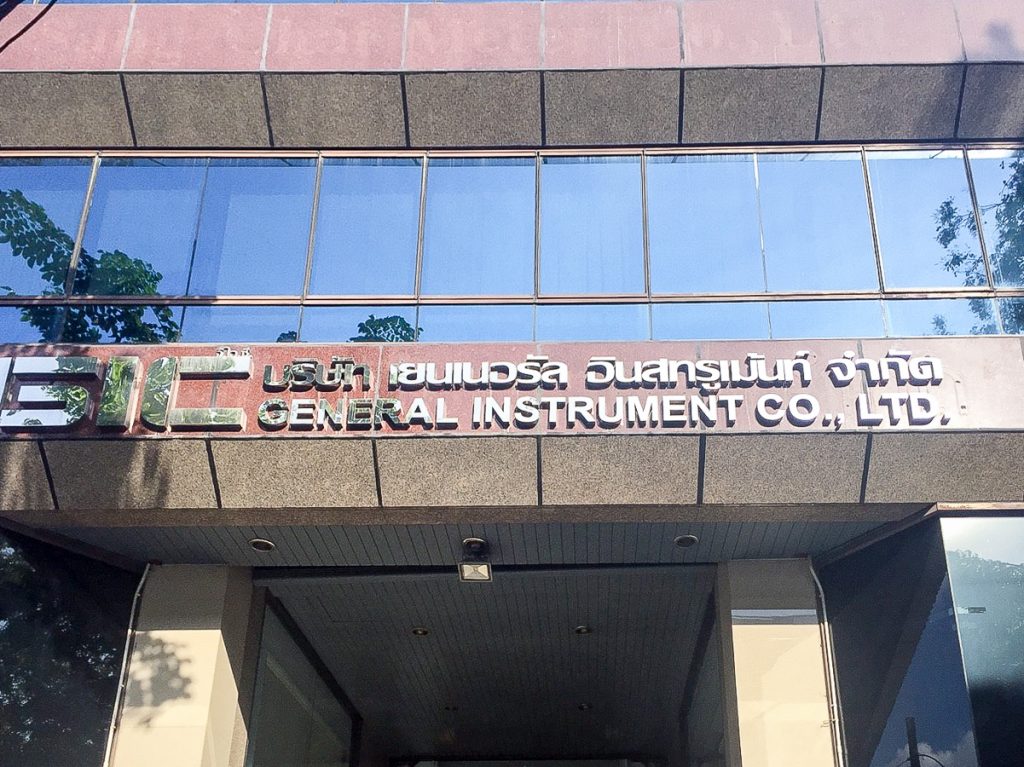 GIC
บริษัท เยนเนอรัล อินสทรูเม้นท์ จำกัด
GENERAL INSTRUMENT CO., LTD.